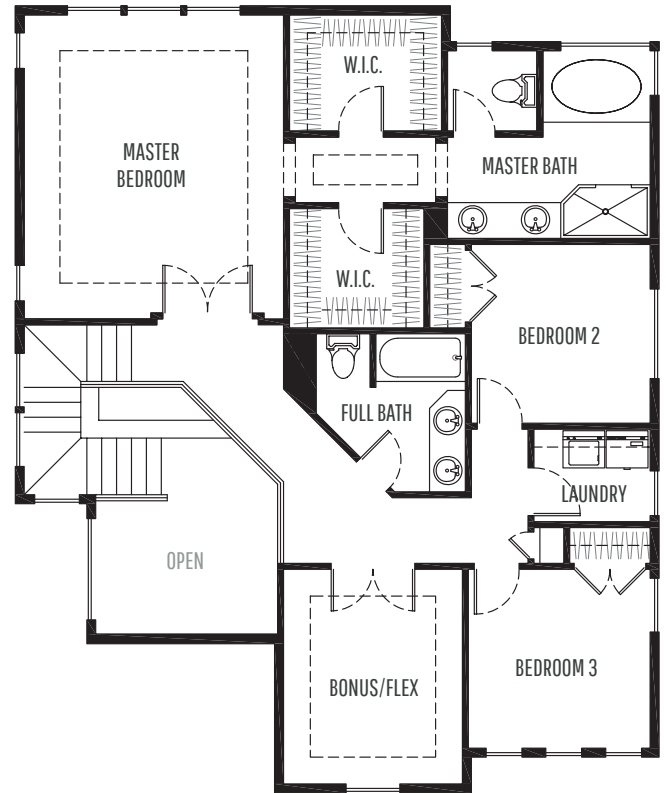 W.I.C.
MASTER
BEDROOM
MASTER BATH
W.I.C.
BEDROOM 2
FULL BATH
LAUNDRY
OPEN
BONUS/FLEX
BEDROOM 3